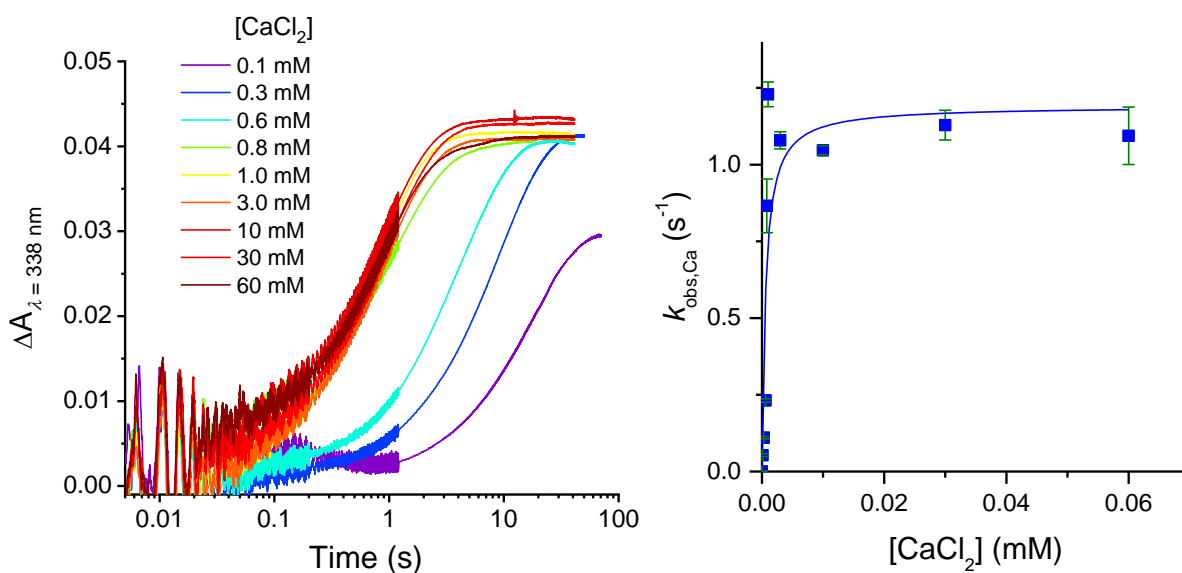 [CaCl2]
0.1 mM
0.3 mM
0.6 mM
0.8 mM
1.0 mM
3.0 mM
10 mM
30 mM
60 mM
0.05
0.04
0.03
0.02
0.01
0.00
ΔAλ = 338 nm
0.01
0.1
1
10
100
Time (s)
1.0
0.5
0.0
kobs,Ca (s-1)
0.00
0.02
0.04
0.06
[CaCl2] (mM)